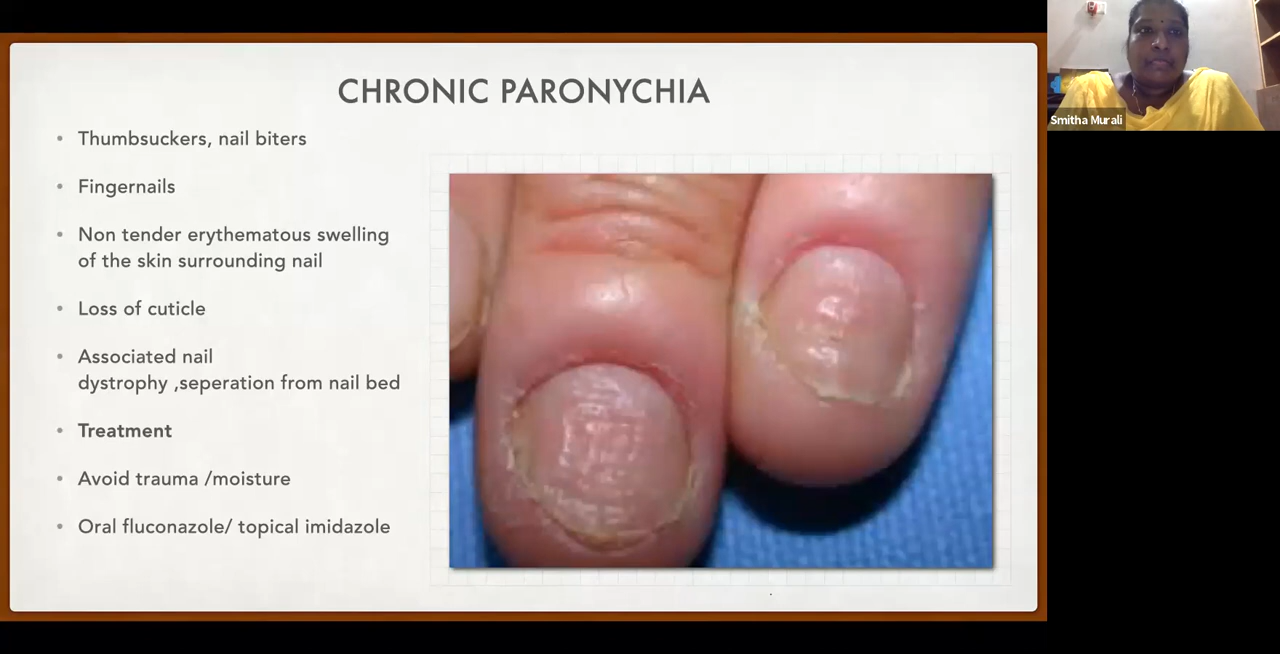 CHRONIC PARONYCHIA
Smitha Murali
• Thumbsuckers, nail biters
• Fingernails
• Non tender erythematous swelling
of the skin surrounding nail
• Loss of cuticle
• Associated nail
dystrophy ,seperation from nail bed
• Treatment
• Avoid trauma /moisture
• Oral fluconazole/ topical imidazole